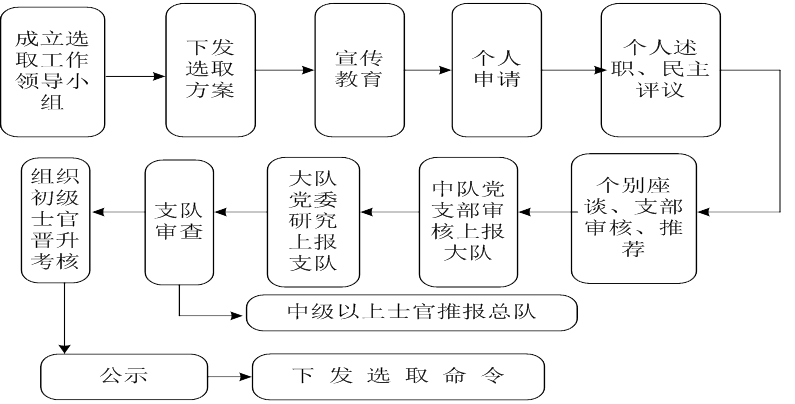 成立选
取工作
领导小
组
下发
选取
方案
宣传
教育
个人
申请
个人述
职、民主
评议
个别座
谈、支部
审核、推
荐
中队党
支部审
核上报
大队
大队
党委
研究
上报
支队
支队
审查
组织
初级
士官
晋升
考核
中级以上士官推报总队
公示
下 发 选 取 命 令